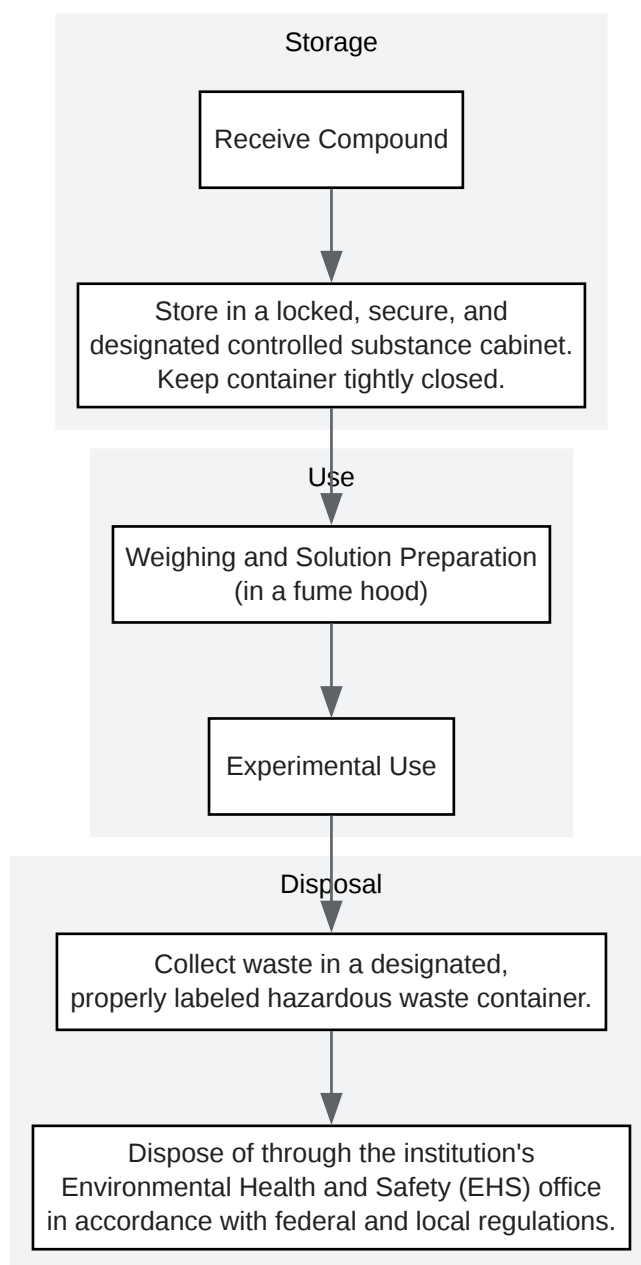 Storage
Receive Compound
Store in a locked, secure, and
designated controlled substance cabinet.
Keep container tightly closed.
Use
Weighing and Solution Preparation
(in a fume hood)
Experimental Use
Disposal
Collect waste in a designated,
properly labeled hazardous waste container.
Dispose of through the institution's
Environmental Health and Safety (EHS) office
in accordance with federal and local regulations.